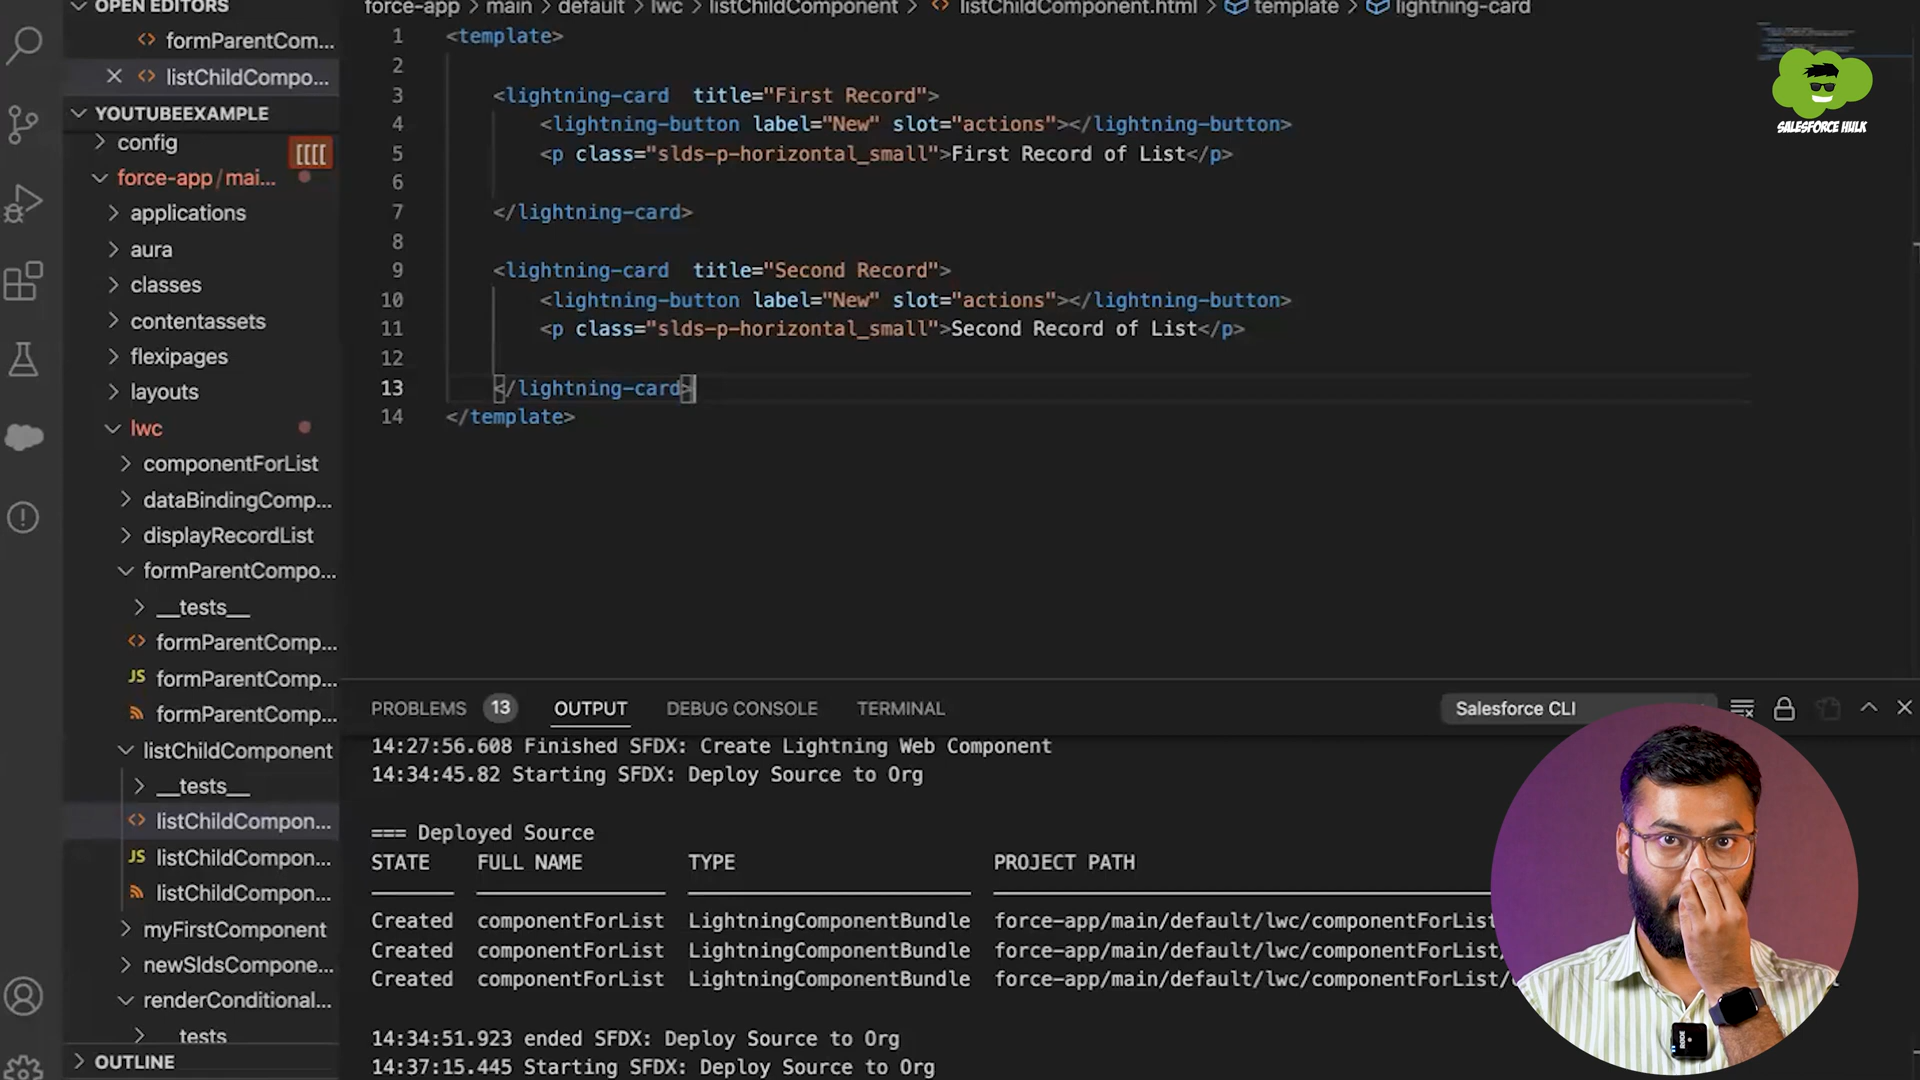 OPEN EDITORS
formParentCom...
listChildCompo...
YOUTUBEEXAMPLE
config
force-app/mai...
applications
aura
classes
contentassets
flexipages
layouts
lwc
componentForList
dataBindingComp...
displayRecordList
formParentCompo...
__tests__
formParentComp...
JS formParentComp...
formParentComp...
listChildComponent
__tests__
listChildCompon...
JS listChildCompon...
listChildCompon...
myFirstComponent
newSldsCompone...
renderConditional...
tests
OUTLINE
force-app > main > default > lwc > listChildComponent > listChildComponent.html > template > lightning-card
1 <template>
2
3 <lightning-card  title="First Record">
4 <lightning-button label="New" slot="actions"></lightning-button>
5 <p class="slds-p-horizontal_small">First Record of List</p>
6
7 </lightning-card>
8
9 <lightning-card  title="Second Record">
10 <lightning-button label="New" slot="actions"></lightning-button>
11 <p class="slds-p-horizontal_small">Second Record of List</p>
12
13 </lightning-card>
14 </template>
SALESFORCE HULK
PROBLEMS 13 OUTPUT DEBUG CONSOLE TERMINAL Salesforce CLI
14:27:56.608 Finished SFDX: Create Lightning Web Component
14:34:45.82 Starting SFDX: Deploy Source to Org
=== Deployed Source
STATE FULL NAME TYPE PROJECT PATH
Created componentForList LightningComponentBundle force-app/main/default/lwc/componentForList
Created componentForList LightningComponentBundle force-app/main/default/lwc/componentForList/
Created componentForList LightningComponentBundle force-app/main/default/lwc/componentForList/
14:34:51.923 ended SFDX: Deploy Source to Org
14:37:15.445 Starting SFDX: Deploy Source to Org